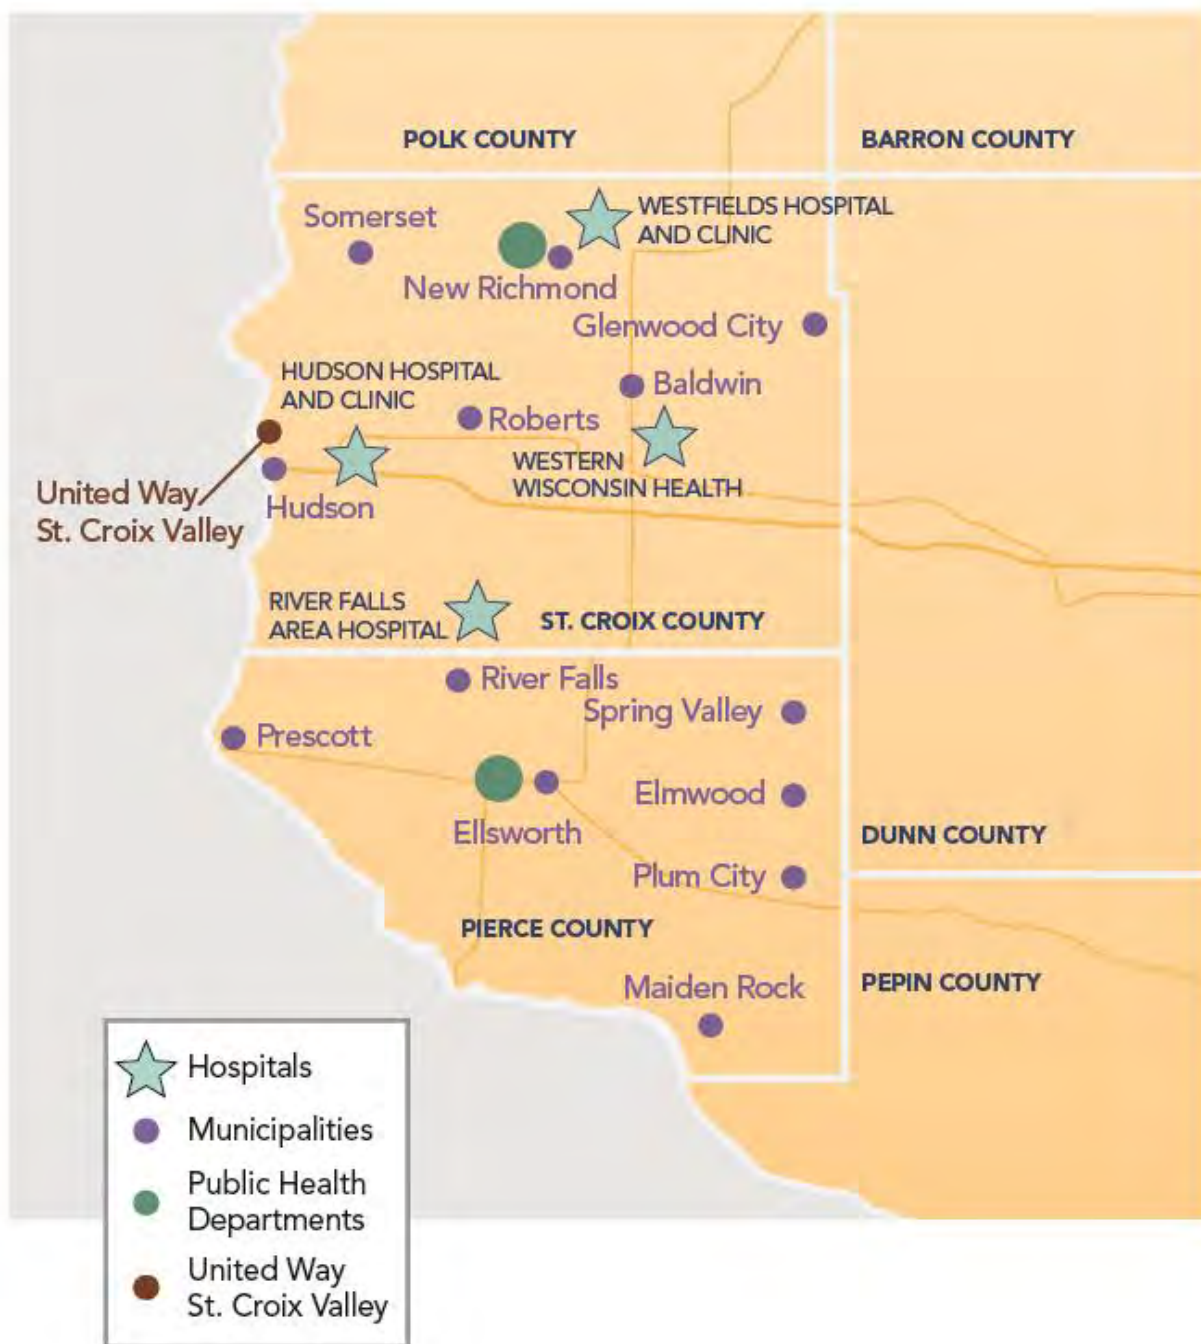 POLK COUNTY
BARRON COUNTY
Somerset
WESTFIELDS HOSPITAL
AND CLINIC
New Richmond
Glenwood City
HUDSON HOSPITAL
AND CLINIC
Baldwin
Roberts
WESTERN
WISCONSIN HEALTH
United Way
St. Croix Valley
Hudson
RIVER FALLS
AREA HOSPITAL
ST. CROIX COUNTY
River Falls
Spring Valley
Prescott
Elmwood
Ellsworth
DUNN COUNTY
Plum City
PIERCE COUNTY
Maiden Rock
PEPIN COUNTY
Hospitals
Municipalities
Public Health
Departments
United Way
St. Croix Valley